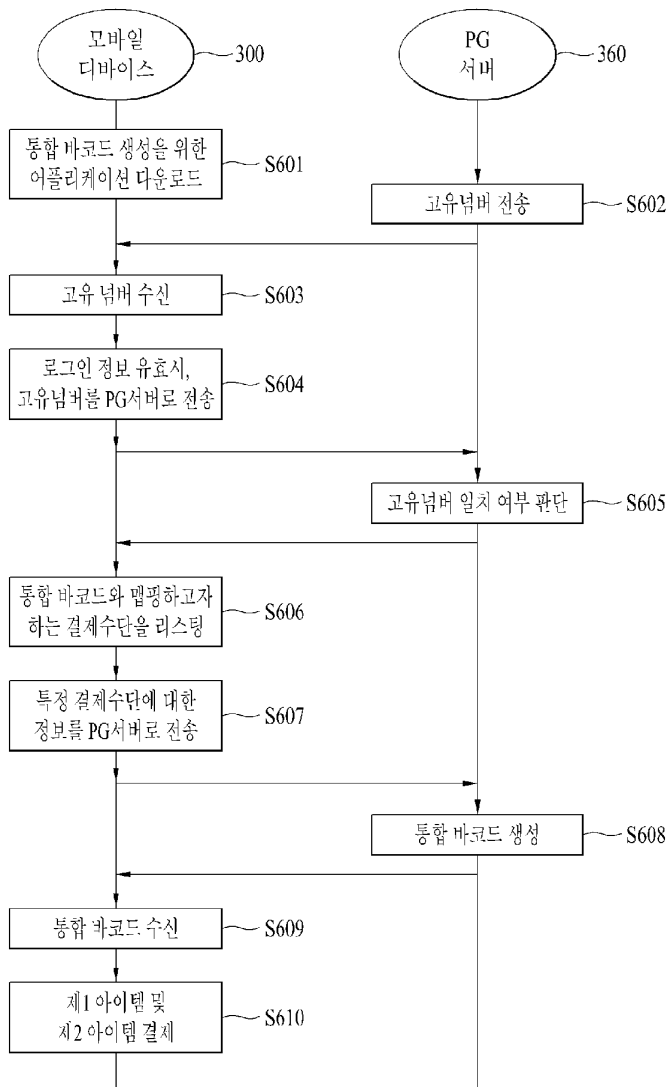 모바일
디바이스
300
PG
서버
360
통합 바코드 생성을 위한
어플리케이션 다운로드
S601
고유넘버 전송
S602
고유 넘버 수신
S603
로그인 정보 유효시,
고유넘버를 PG서버로 전송
S604
고유넘버 일치 여부 판단
S605
통합 바코드와 맵핑하고자
하는 결제수단을 리스팅
S606
특정 결제수단에 대한
정보를 PG서버로 전송
S607
통합 바코드 생성
S608
통합 바코드 수신
S609
제1 아이템 및
제2 아이템 결제
S610